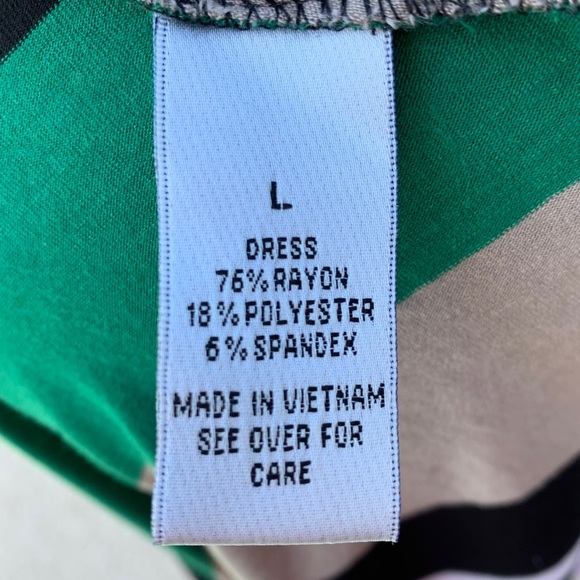 L
DRESS
76% RAYON
18% POLYESTER
6% SPANDEX
MADE IN VIETNAM
SEE OVER FOR
CARE